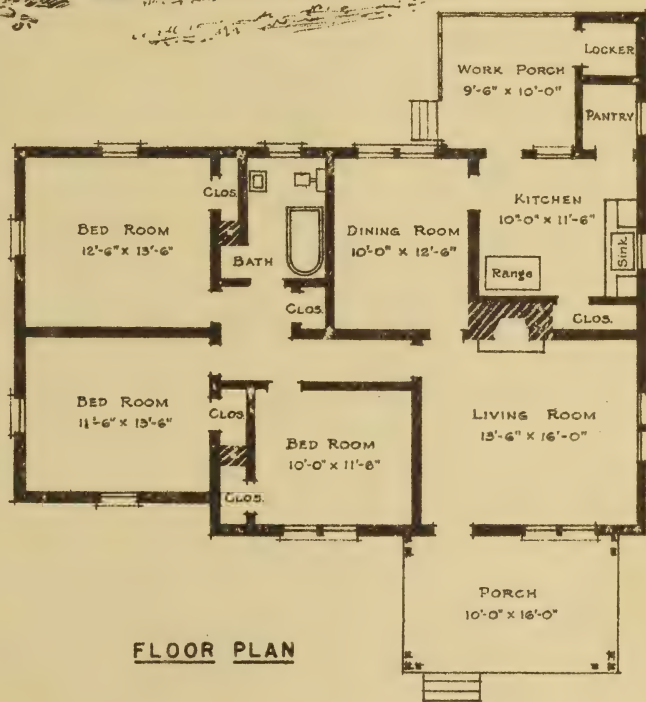 LOCKER
WORK PORCH
9'-6" X 10'-0"
PANTRY
CLOS.
KITCHEN
10'-0" X 11'-6"
BED ROOM
12'-6" X 13'-6"
DINING ROOM
10'-0" X 12'-6"
BATH
Sink
Range
CLOS.
CLOS.
BED ROOM
11'-6" X 13'-6"
CLOS.
LIVING ROOM
13'-6" X 16'-0"
BED ROOM
10'-0" X 11'-6"
CLOS.
PORCH
10'-0" X 16'-0"
FLOOR PLAN